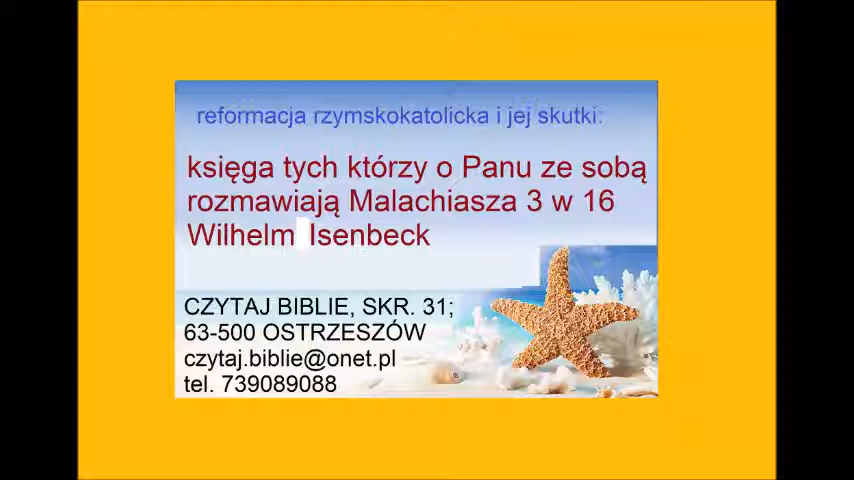 reformacja rzymskokatolicka i jej skutki:
księga tych którzy o Panu ze sobą
rozmawiają Malachiasza 3 w 16
Wilhelm Isenbeck
CZYTAJ BIBLIE, SKR. 31;
63-500 OSTRZESZÓW
czytaj.biblie@onet.pl
tel. 739089088